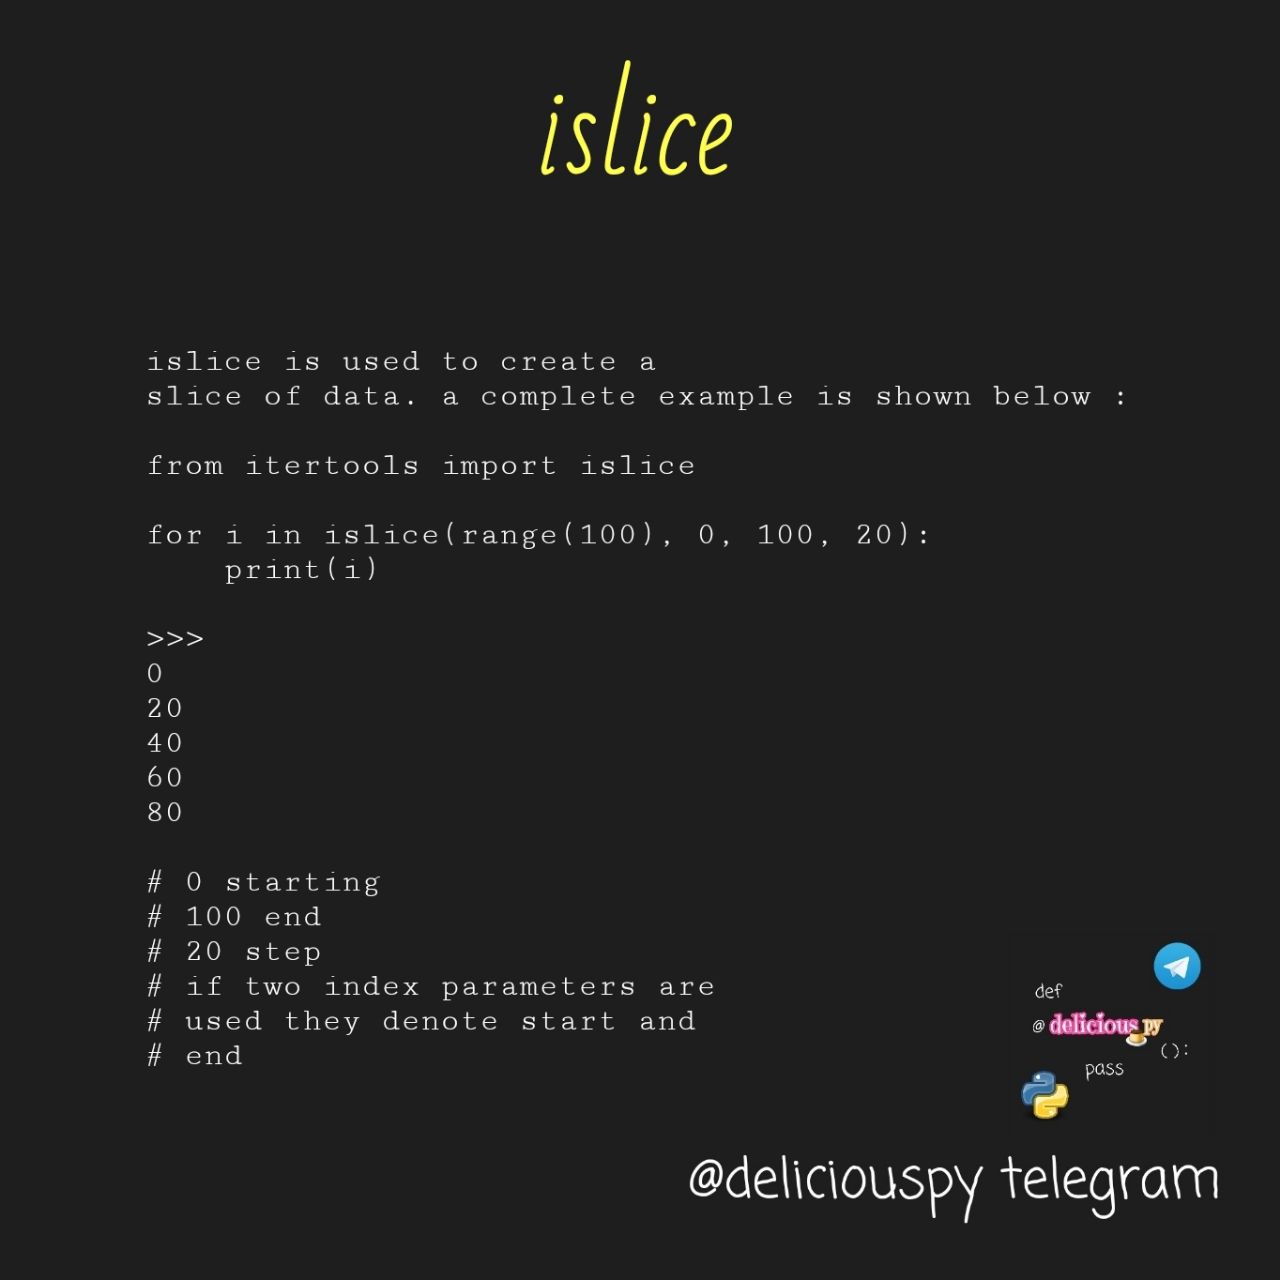 islice
islice is used to create a
slice of data. a complete example is shown below :
from itertools import islice
for i in islice(range(100), 0, 100, 20):
    print(i)
>>>
0
20
40
60
80
# 0 starting
# 100 end
# 20 step
# if two index parameters are
# used they denote start and
# end
def
@ delicious py
():
pass
@deliciouspy telegram